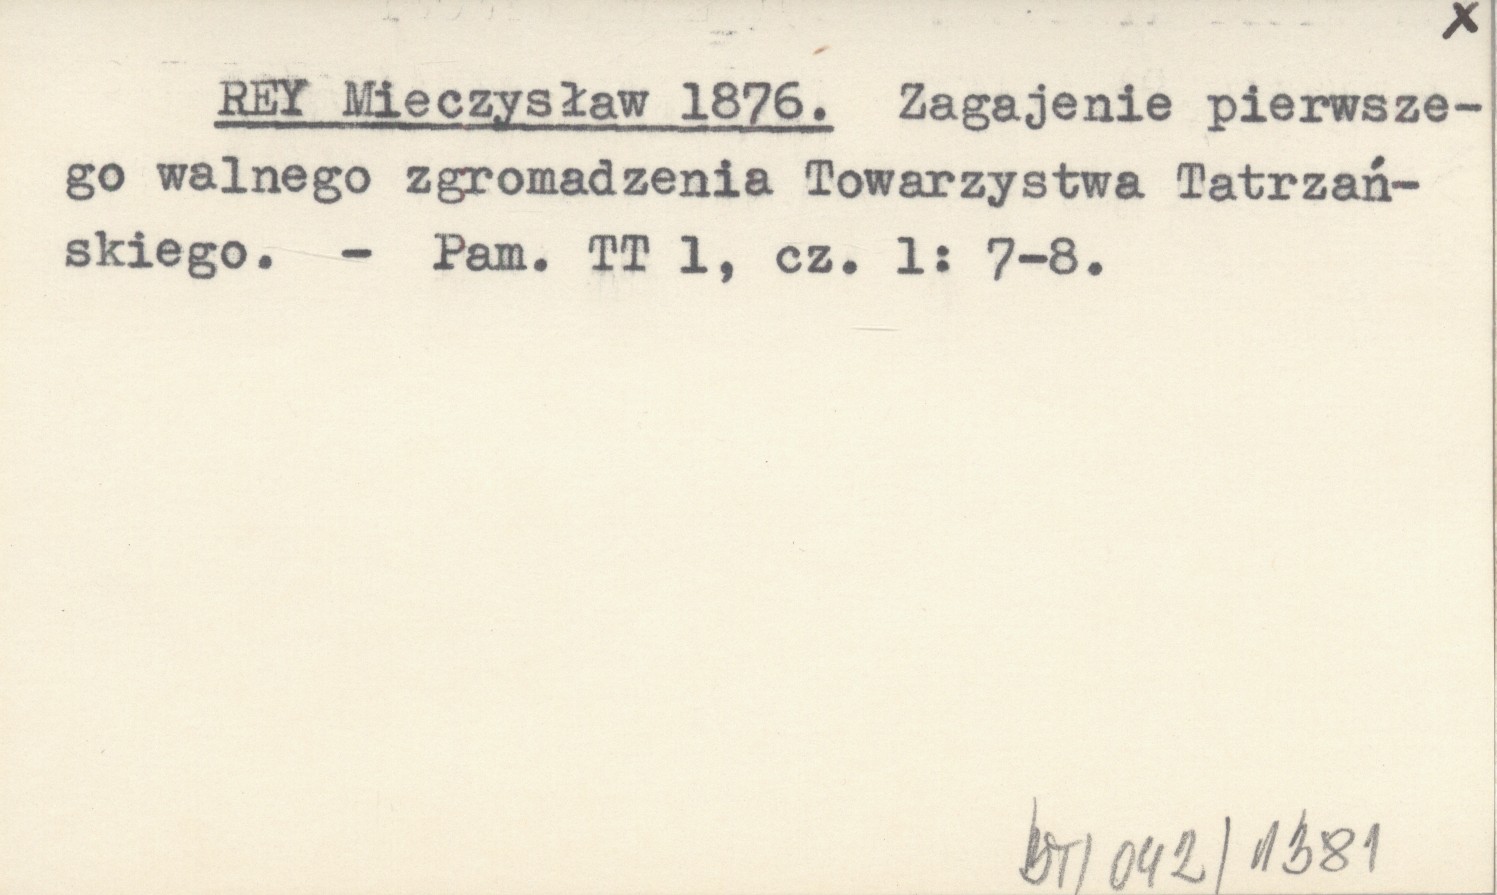 x
REY Mieczysław 1876. Zagajenie pierwsze-
go walnego zgromadzenia Towarzystwa Tatrzań-
skiego. - Pam. TT 1, cz. 1: 7-8.
042/1381